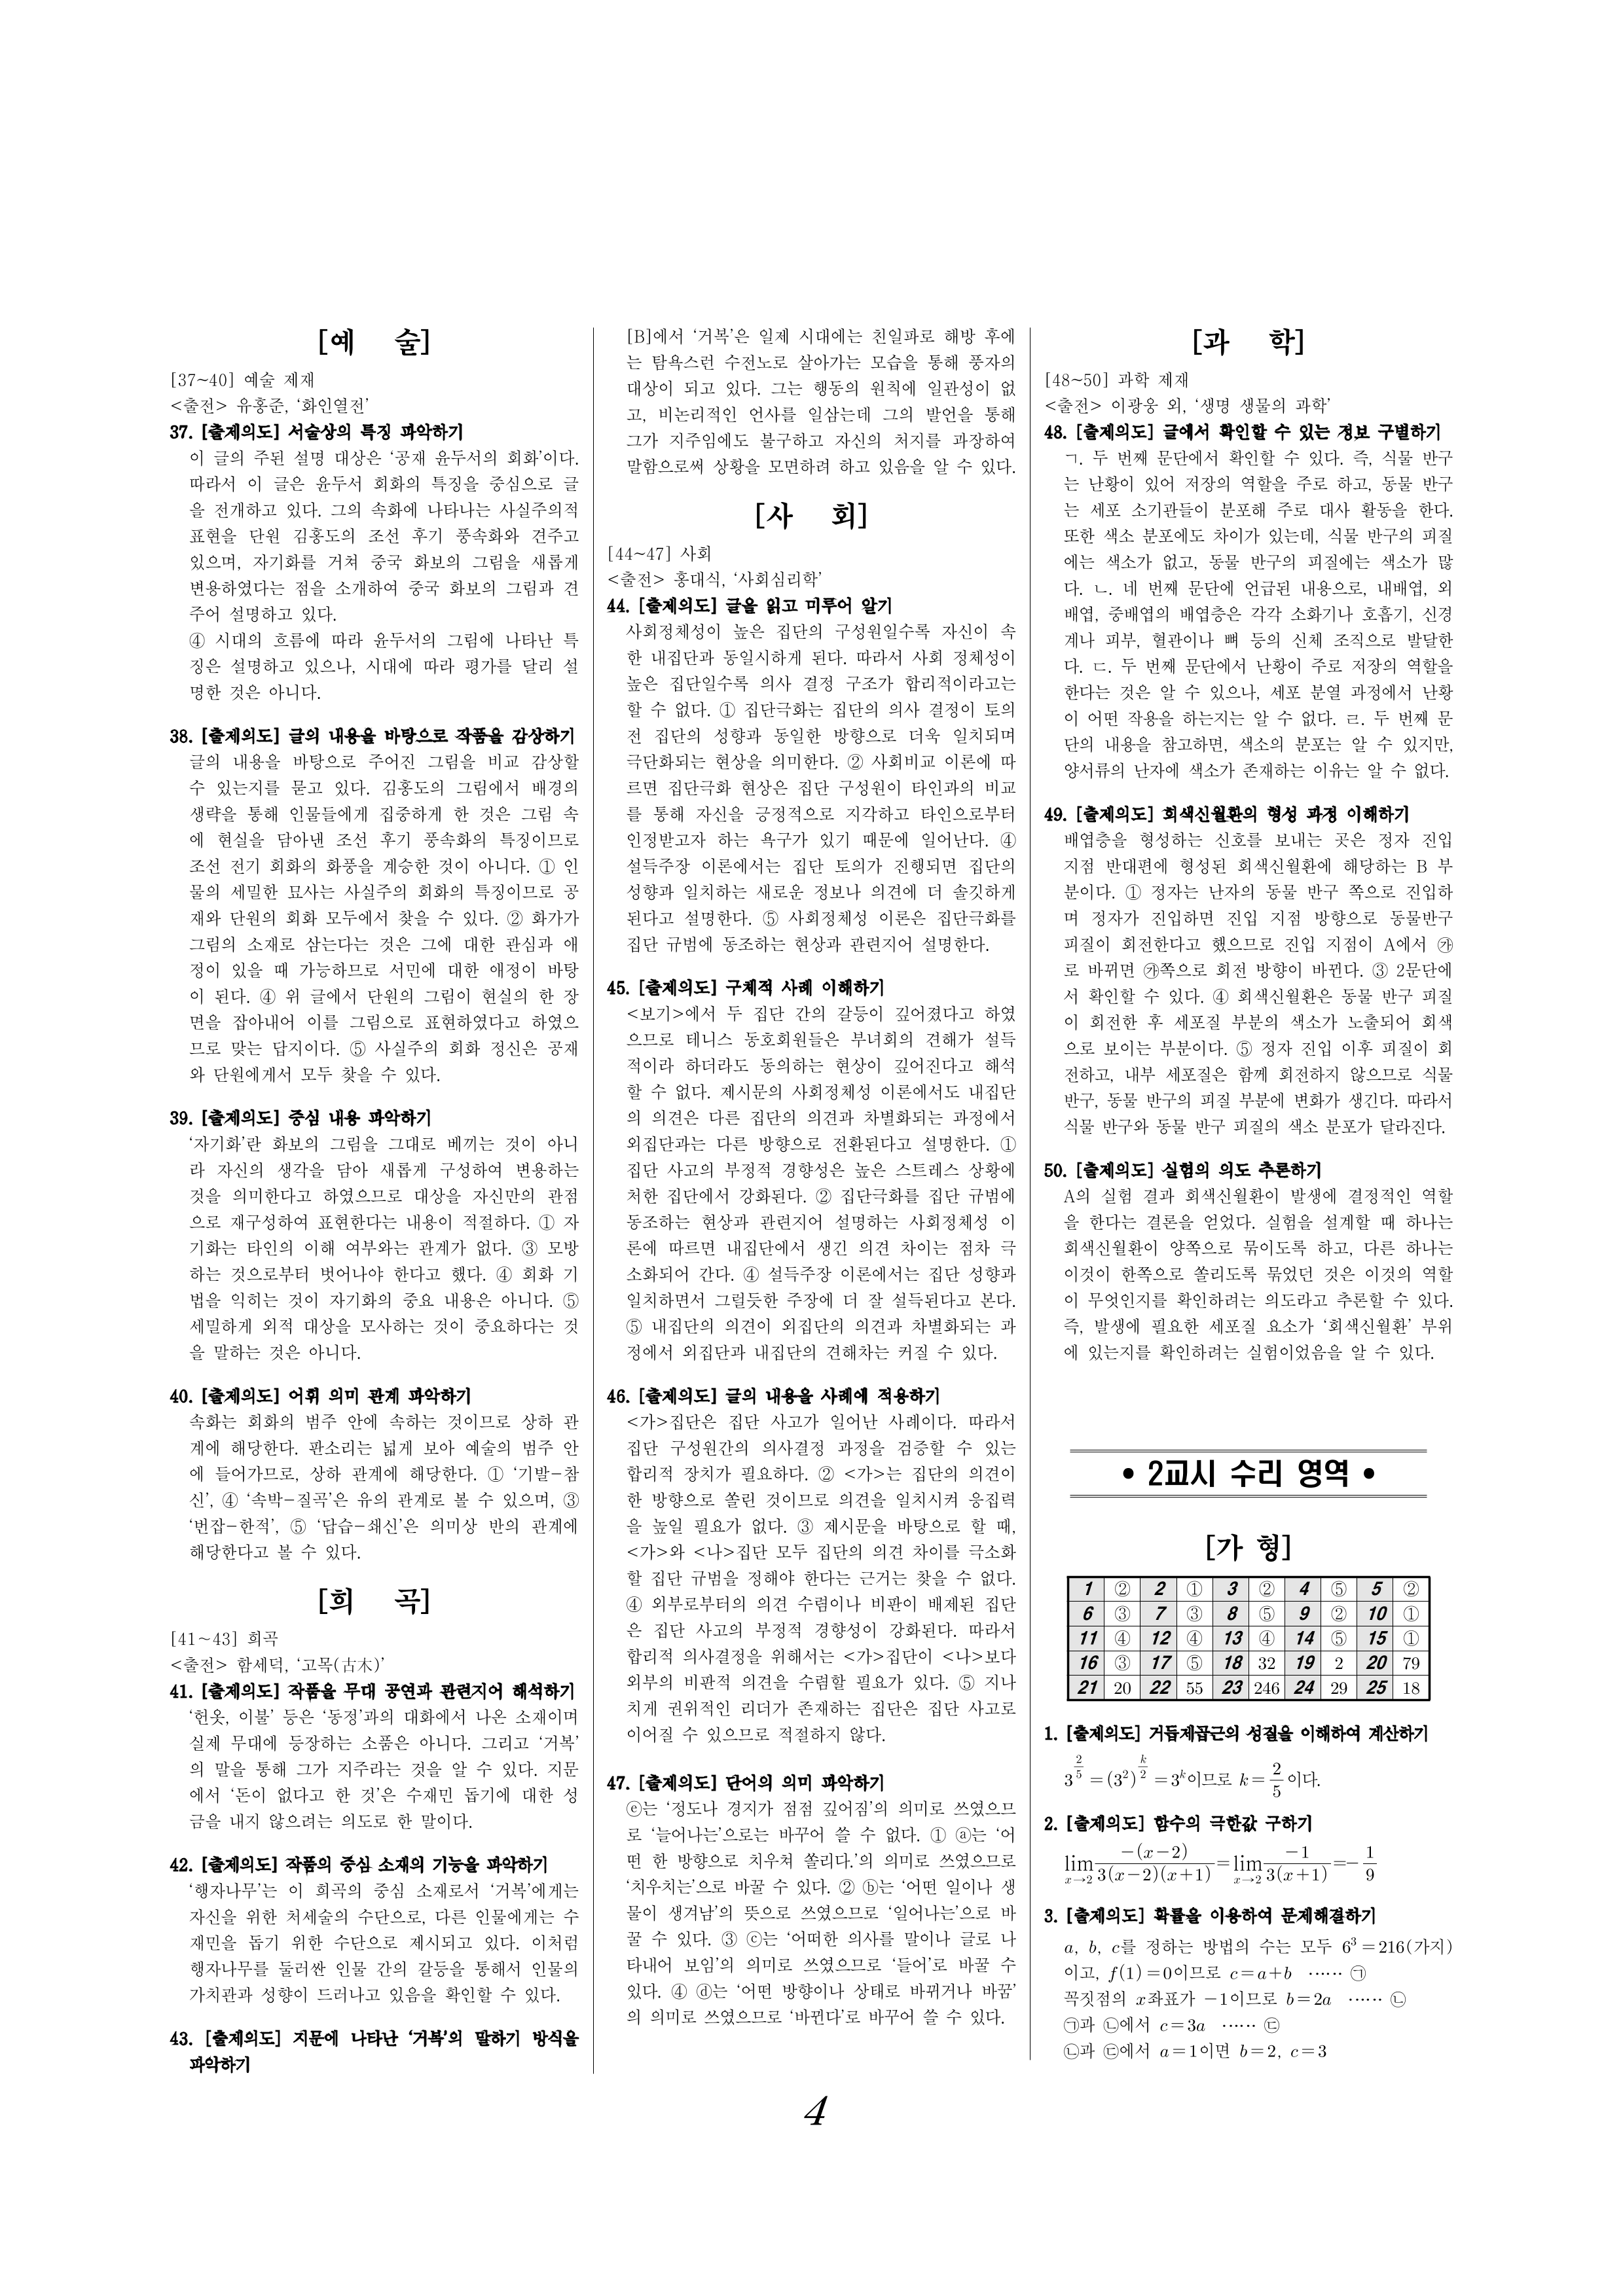 [예 술]
[37~40] 예술 제재
<출전> 유홍준, ‘화인열전’
37. [출제의도] 서술상의 특징 파악하기
이 글의 주된 설명 대상은 ‘공재 윤두서의 회화’이다.
따라서 이 글은 윤두서 회화의 특징을 중심으로 글
을 전개하고 있다. 그의 속화에 나타나는 사실주의적
표현을 단원 김홍도의 조선 후기 풍속화와 견주고
있으며, 자기화를 거쳐 중국 화보의 그림을 새롭게
변용하였다는 점을 소개하여 중국 화보의 그림과 견
주어 설명하고 있다.
④ 시대의 흐름에 따라 윤두서의 그림에 나타난 특
징은 설명하고 있으나, 시대에 따라 평가를 달리 설
명한 것은 아니다.
38. [출제의도] 글의 내용을 바탕으로 작품을 감상하기
글의 내용을 바탕으로 주어진 그림을 비교 감상할
수 있는지를 묻고 있다. 김홍도의 그림에서 배경의
생략을 통해 인물들에게 집중하게 한 것은 그림 속
에 현실을 담아낸 조선 후기 풍속화의 특징이므로
조선 전기 회화의 화풍을 계승한 것이 아니다. ① 인
물의 세밀한 묘사는 사실주의 회화의 특징이므로 공
재와 단원의 회화 모두에서 찾을 수 있다. ② 화가가
그림의 소재로 삼는다는 것은 그에 대한 관심과 애
정이 있을 때 가능하므로 서민에 대한 애정이 바탕
이 된다. ④ 위 글에서 단원의 그림이 현실의 한 장
면을 잡아내어 이를 그림으로 표현하였다고 하였으
므로 맞는 답지이다. ⑤ 사실주의 회화 정신은 공재
와 단원에게서 모두 찾을 수 있다.
39. [출제의도] 중심 내용 파악하기
‘자기화’란 화보의 그림을 그대로 베끼는 것이 아니
라 자신의 생각을 담아 새롭게 구성하여 변용하는
것을 의미한다고 하였으므로 대상을 자신만의 관점
으로 재구성하여 표현한다는 내용이 적절하다. ① 자
기화는 타인의 이해 여부와는 관계가 없다. ③ 모방
하는 것으로부터 벗어나야 한다고 했다. ④ 회화 기
법을 익히는 것이 자기화의 중요 내용은 아니다. ⑤
세밀하게 외적 대상을 모사하는 것이 중요하다는 것
을 말하는 것은 아니다.
40. [출제의도] 어휘 의미 관계 파악하기
속화는 회화의 범주 안에 속하는 것이므로 상하 관
계에 해당한다. 판소리는 넓게 보아 예술의 범주 안
에 들어가므로, 상하 관계에 해당한다. ① ‘기발-참
신’, ④ ‘속박-질곡’은 유의 관계로 볼 수 있으며, ③
‘번잡-한적’, ⑤ ‘답습-쇄신’은 의미상 반의 관계에
해당한다고 볼 수 있다.
[희 곡]
[41～43] 희곡
<출전> 함세덕, ‘고목(古木)’
41. [출제의도] 작품을 무대 공연과 관련지어 해석하기
‘헌옷, 이불’ 등은 ‘동정’과의 대화에서 나온 소재이며
실제 무대에 등장하는 소품은 아니다. 그리고 ‘거복’
의 말을 통해 그가 지주라는 것을 알 수 있다. 지문
에서 ‘돈이 없다고 한 것’은 수재민 돕기에 대한 성
금을 내지 않으려는 의도로 한 말이다.
42. [출제의도] 작품의 중심 소재의 기능을 파악하기
‘행자나무’는 이 희곡의 중심 소재로서 ‘거복’에게는
자신을 위한 처세술의 수단으로, 다른 인물에게는 수
재민을 돕기 위한 수단으로 제시되고 있다. 이처럼
행자나무를 둘러싼 인물 간의 갈등을 통해서 인물의
가치관과 성향이 드러나고 있음을 확인할 수 있다.
43. [출제의도] 지문에 나타난 ‘거복’의 말하기 방식을
파악하기
[B]에서 ‘거복’은 일제 시대에는 친일파로 해방 후에
는 탐욕스런 수전노로 살아가는 모습을 통해 풍자의
대상이 되고 있다. 그는 행동의 원칙에 일관성이 없
고, 비논리적인 언사를 일삼는데 그의 발언을 통해
그가 지주임에도 불구하고 자신의 처지를 과장하여
말함으로써 상황을 모면하려 하고 있음을 알 수 있다.
[사 회]
[44~47] 사회
<출전> 홍대식, ‘사회심리학’
44. [출제의도] 글을 읽고 미루어 알기
사회정체성이 높은 집단의 구성원일수록 자신이 속
한 내집단과 동일시하게 된다. 따라서 사회 정체성이
높은 집단일수록 의사 결정 구조가 합리적이라고는
할 수 없다. ① 집단극화는 집단의 의사 결정이 토의
전 집단의 성향과 동일한 방향으로 더욱 일치되며
극단화되는 현상을 의미한다. ② 사회비교 이론에 따
르면 집단극화 현상은 집단 구성원이 타인과의 비교
를 통해 자신을 긍정적으로 지각하고 타인으로부터
인정받고자 하는 욕구가 있기 때문에 일어난다. ④
설득주장 이론에서는 집단 토의가 진행되면 집단의
성향과 일치하는 새로운 정보나 의견에 더 솔깃하게
된다고 설명한다. ⑤ 사회정체성 이론은 집단극화를
집단 규범에 동조하는 현상과 관련지어 설명한다.
45. [출제의도] 구체적 사례 이해하기
<보기>에서 두 집단 간의 갈등이 깊어졌다고 하였
으므로 테니스 동호회원들은 부녀회의 견해가 설득
적이라 하더라도 동의하는 현상이 깊어진다고 해석
할 수 없다. 제시문의 사회정체성 이론에서도 내집단
의 의견은 다른 집단의 의견과 차별화되는 과정에서
외집단과는 다른 방향으로 전환된다고 설명한다. ①
집단 사고의 부정적 경향성은 높은 스트레스 상황에
처한 집단에서 강화된다. ② 집단극화를 집단 규범에
동조하는 현상과 관련지어 설명하는 사회정체성 이
론에 따르면 내집단에서 생긴 의견 차이는 점차 극
소화되어 간다. ④ 설득주장 이론에서는 집단 성향과
일치하면서 그럴듯한 주장에 더 잘 설득된다고 본다.
⑤ 내집단의 의견이 외집단의 의견과 차별화되는 과
정에서 외집단과 내집단의 견해차는 커질 수 있다.
46. [출제의도] 글의 내용을 사례에 적용하기
<가>집단은 집단 사고가 일어난 사례이다. 따라서
집단 구성원간의 의사결정 과정을 검증할 수 있는
합리적 장치가 필요하다. ② <가>는 집단의 의견이
한 방향으로 쏠린 것이므로 의견을 일치시켜 응집력
을 높일 필요가 없다. ③ 제시문을 바탕으로 할 때,
<가>와 <나>집단 모두 집단의 의견 차이를 극소화
할 집단 규범을 정해야 한다는 근거는 찾을 수 없다.
④ 외부로부터의 의견 수렴이나 비판이 배제된 집단
은 집단 사고의 부정적 경향성이 강화된다. 따라서
합리적 의사결정을 위해서는 <가>집단이 <나>보다
외부의 비판적 의견을 수렴할 필요가 있다. ⑤ 지나
치게 권위적인 리더가 존재하는 집단은 집단 사고로
이어질 수 있으므로 적절하지 않다.
47. [출제의도] 단어의 의미 파악하기
ⓔ는 ‘정도나 경지가 점점 깊어짐’의 의미로 쓰였으므
로 ‘늘어나는’으로는 바꾸어 쓸 수 없다. ① ⓐ는 ‘어
떤 한 방향으로 치우쳐 쏠리다.’의 의미로 쓰였으므로
‘치우치는’으로 바꿀 수 있다. ② ⓑ는 ‘어떤 일이나 생
물이 생겨남’의 뜻으로 쓰였으므로 ‘일어나는’으로 바
꿀 수 있다. ③ ⓒ는 ‘어떠한 의사를 말이나 글로 나
타내어 보임’의 의미로 쓰였으므로 ‘들어’로 바꿀 수
있다. ④ ⓓ는 ‘어떤 방향이나 상태로 바뀌거나 바꿈’
의 의미로 쓰였으므로 ‘바뀐다’로 바꾸어 쓸 수 있다.
[과 학]
[48~50] 과학 제재
<출전> 이광웅 외, ‘생명 생물의 과학’
48. [출제의도] 글에서 확인할 수 있는 정보 구별하기
ㄱ. 두 번째 문단에서 확인할 수 있다. 즉, 식물 반구
는 난황이 있어 저장의 역할을 주로 하고, 동물 반구
는 세포 소기관들이 분포해 주로 대사 활동을 한다.
또한 색소 분포에도 차이가 있는데, 식물 반구의 피질
에는 색소가 없고, 동물 반구의 피질에는 색소가 많
다. ㄴ. 네 번째 문단에 언급된 내용으로, 내배엽, 외
배엽, 중배엽의 배엽층은 각각 소화기나 호흡기, 신경
계나 피부, 혈관이나 뼈 등의 신체 조직으로 발달한
다. ㄷ. 두 번째 문단에서 난황이 주로 저장의 역할을
한다는 것은 알 수 있으나, 세포 분열 과정에서 난황
이 어떤 작용을 하는지는 알 수 없다. ㄹ. 두 번째 문
단의 내용을 참고하면, 색소의 분포는 알 수 있지만,
양서류의 난자에 색소가 존재하는 이유는 알 수 없다.
49. [출제의도] 회색신월환의 형성 과정 이해하기
배엽층을 형성하는 신호를 보내는 곳은 정자 진입
지점 반대편에 형성된 회색신월환에 해당하는 B 부
분이다. ① 정자는 난자의 동물 반구 쪽으로 진입하
며 정자가 진입하면 진입 지점 방향으로 동물반구
피질이 회전한다고 했으므로 진입 지점이 A에서 ㉮
로 바뀌면 ㉮쪽으로 회전 방향이 바뀐다. ③ 2문단에
서 확인할 수 있다. ④ 회색신월환은 동물 반구 피질
이 회전한 후 세포질 부분의 색소가 노출되어 회색
으로 보이는 부분이다. ⑤ 정자 진입 이후 피질이 회
전하고, 내부 세포질은 함께 회전하지 않으므로 식물
반구, 동물 반구의 피질 부분에 변화가 생긴다. 따라서
식물 반구와 동물 반구 피질의 색소 분포가 달라진다.
50. [출제의도] 실험의 의도 추론하기
A의 실험 결과 회색신월환이 발생에 결정적인 역할
을 한다는 결론을 얻었다. 실험을 설계할 때 하나는
회색신월환이 양쪽으로 묶이도록 하고, 다른 하나는
이것이 한쪽으로 쏠리도록 묶었던 것은 이것의 역할
이 무엇인지를 확인하려는 의도라고 추론할 수 있다.
즉, 발생에 필요한 세포질 요소가 ‘회색신월환’ 부위
에 있는지를 확인하려는 실험이었음을 알 수 있다.
• 2교시 수리 영역 •
[가 형]
1 ② 2 ① 3 ② 4 ⑤ 5 ②
6 ③ 7 ③ 8 ⑤ 9 ② 10 ①
11 ④ 12 ④ 13 ④ 14 ⑤ 15 ①
16 ③ 17 ⑤ 18 32 19 2 20 79
21 20 22 55 23 246 24 29 25 18
1. [출제의도] 거듭제곱근의 성질을 이해하여 계산하기
3^(2/5) = (3²)^(k/2) = 3^k이므로 k = 2/5 이다.
2. [출제의도] 함수의 극한값 구하기
lim x→2 −(x−2)/3(x−2)(x+1) = lim x→2 −1/3(x+1) = −1/9
3. [출제의도] 확률을 이용하여 문제해결하기
a, b, c를 정하는 방법의 수는 모두 6³ = 216(가지)
이고, f(1) = 0이므로 c = a+b ⋯⋯ ㉠
꼭짓점의 x좌표가 −1이므로 b = 2a ⋯⋯ ㉡
㉠과 ㉡에서 c = 3a ⋯⋯ ㉢
㉡과 ㉢에서 a = 1이면 b = 2, c = 3
4